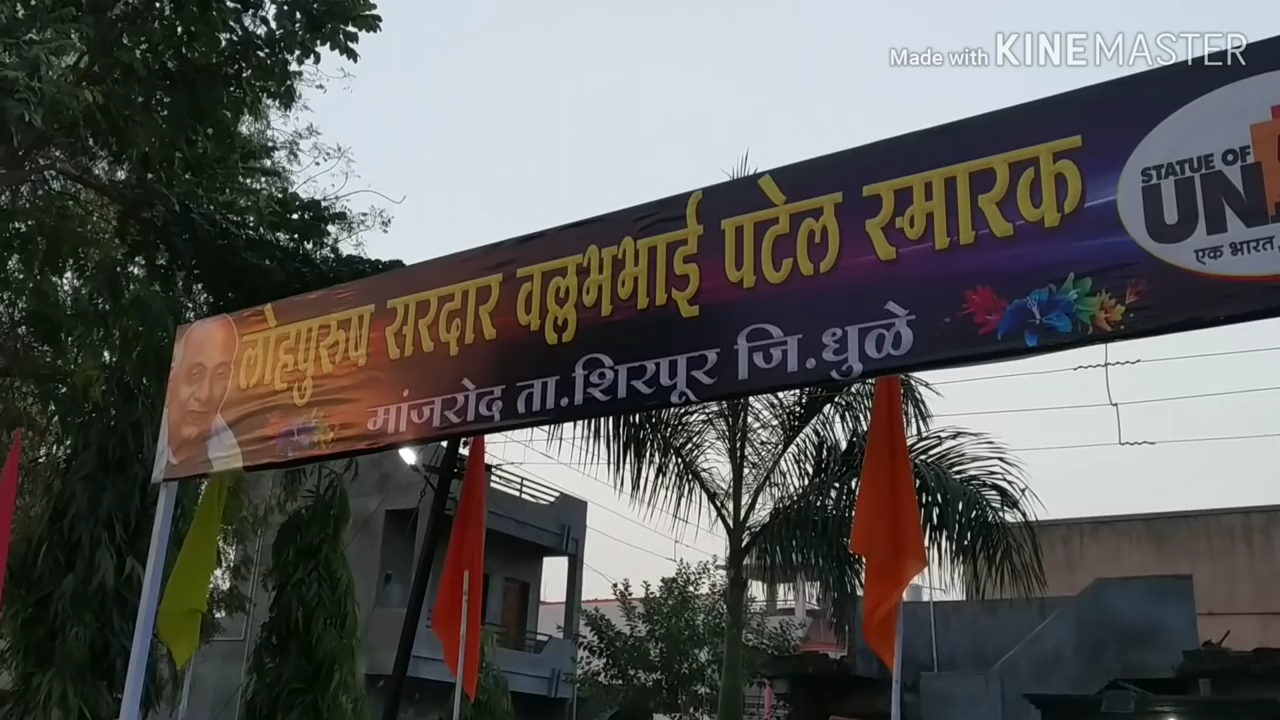 Made with KINEMASTER
लोहपुरुष सरदार वल्लभभाई पटेल स्मारक
मांजरोद ता.शिरपूर जि.धुळे
STATUE OF
एक भारत